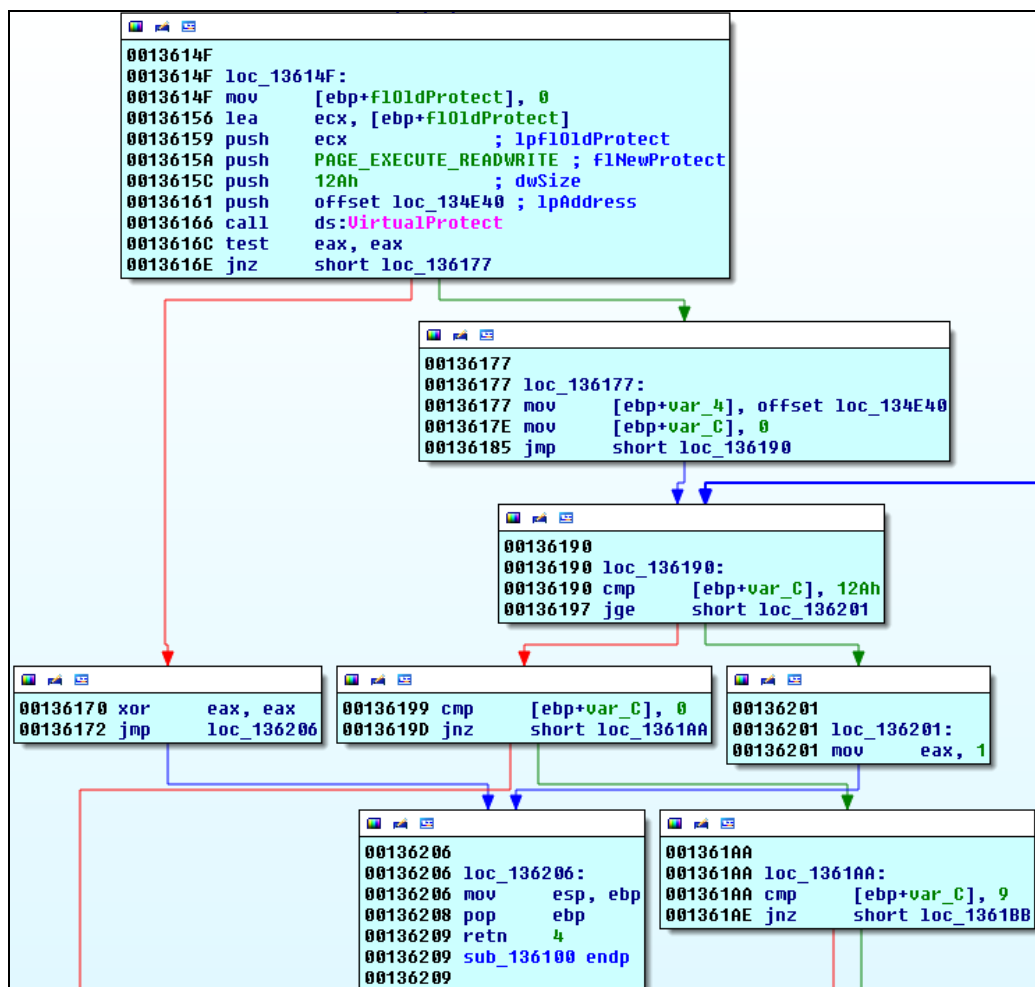 0013614F
0013614F loc_13614F:
0013614F mov [ebp+flOldProtect], 0
00136156 lea ecx, [ebp+flOldProtect]
00136159 push ecx ; lpflOldProtect
0013615A push PAGE_EXECUTE_READWRITE ; flNewProtect
0013615C push 12Ah ; dwSize
00136161 push offset loc_134E40 ; lpAddress
00136166 call ds:VirtualProtect
0013616C test eax, eax
0013616E jnz short loc_136177
00136177
00136177 loc_136177:
00136177 mov [ebp+var_4], offset loc_134E40
0013617E mov [ebp+var_C], 0
00136185 jmp short loc_136190
00136190
00136190 loc_136190:
00136190 cmp [ebp+var_C], 12Ah
00136197 jge short loc_136201
00136170 xor eax, eax
00136172 jmp loc_136206
00136199 cmp [ebp+var_C], 0
0013619D jnz short loc_1361AA
00136201
00136201 loc_136201:
00136201 mov eax, 1
00136206
00136206 loc_136206:
00136206 mov esp, ebp
00136208 pop ebp
00136209 retn 4
00136209 sub_136100 endp
00136209
001361AA
001361AA loc_1361AA:
001361AA cmp [ebp+var_C], 9
001361AE jnz short loc_1361BB